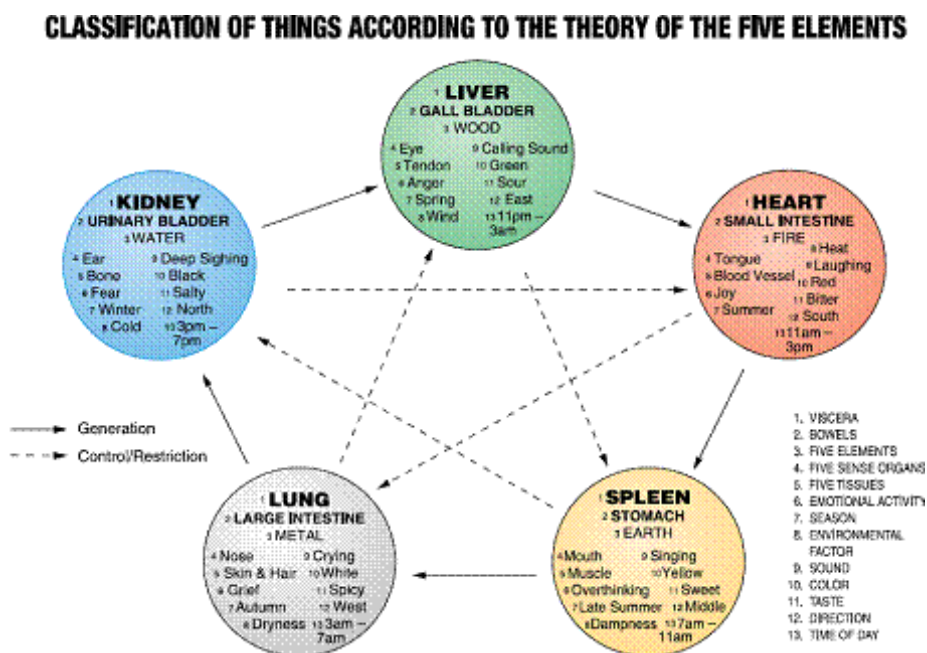 CLASSIFICATION OF THINGS ACCORDING TO THE THEORY OF THE FIVE ELEMENTS
1 LIVER
2 GALL BLADDER
3 WOOD
4 Eye
5 Tendon
6 Anger
7 Spring
8 Wind
9 Calling Sound
10 Green
11 Sour
12 East
13 11pm –
3am
1 KIDNEY
2 URINARY BLADDER
3 WATER
4 Ear
5 Bone
6 Fear
7 Winter
8 Cold
9 Deep Sighing
10 Black
11 Salty
12 North
13 3pm –
7pm
1 HEART
2 SMALL INTESTINE
3 FIRE
4 Tongue
5 Blood Vessel
6 Joy
7 Summer
8 Heat
9 Laughing
10 Red
11 Bitter
12 South
13 11am –
3pm
Generation
Control/Restriction
1 LUNG
2 LARGE INTESTINE
3 METAL
4 Nose
5 Skin & Hair
6 Grief
7 Autumn
8 Dryness
9 Crying
10 White
11 Spicy
12 West
13 3am –
7am
1 SPLEEN
2 STOMACH
3 EARTH
4 Mouth
5 Muscle
6 Overthinking
7 Late Summer
8 Dampness
9 Singing
10 Yellow
11 Sweet
12 Middle
13 7am –
11am
1. VISCERA
2. BOWELS
3. FIVE ELEMENTS
4. FIVE SENSE ORGANS
5. FIVE TISSUES
6. EMOTIONAL ACTIVITY
7. SEASON
8. ENVIRONMENTAL
FACTOR
9. SOUND
10. COLOR
11. TASTE
12. DIRECTION
13. TIME OF DAY